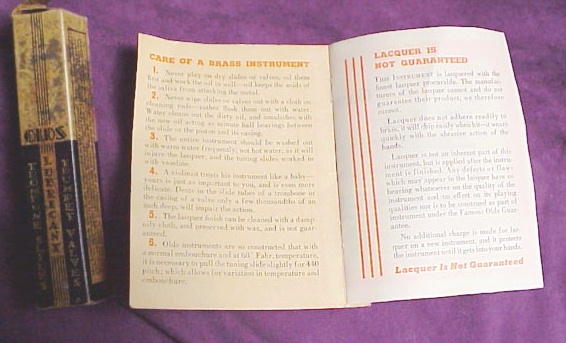 OLDS
LUBRICANT
TROMBONE SLIDES
TRUMPET VALVES
CARE OF A BRASS INSTRUMENT
1. Never play on dry slides or valves, oil them
first and work the oil in well—oil keeps the acids of
the saliva from attacking the metal.
2. Never wipe slides or valves out with a cloth on
cleaning rods—rather flush them out with water.
Water cleans out the dirty oil, and emulsifies with
the new oil acting as minute ball bearings between
the slide or the piston and its casing.
3. The entire instrument should be washed out
with warm water frequently, not hot water, as it will
injure the lacquer, and the tuning slides worked in
with vaseline.
4. A violinist treats his instrument like a baby—
yours is just as important to you, and is even more
delicate. Dents in the slide tubes of a trombone or
the casing of a valve only a few thousandths of an
inch deep, will impair the action.
5. The lacquer finish can be cleaned with a damp
oily cloth, and preserved with wax, and is not guar-
anteed.
6. Olds instruments are so constructed that with
a normal embouchure and at 68° Fahr. temperature,
it is necessary to pull the tuning slide slightly for 440
pitch; which allows for variation in temperature and
embouchure.
LACQUER IS
NOT GUARANTEED
THIS INSTRUMENT is lacquered with the
finest lacquer procurable. The manufac-
turers of the lacquer cannot and do not
guarantee their product, we therefore
cannot.
Lacquer does not adhere readily to
brass, it will chip easily when hit—it wears
quickly with the abrasive action of the
hands.
Lacquer is not an inherent part of this
instrument, but is applied after the instru-
ment is finished. Any defects or flaws
which may appear in the lacquer have no
bearing whatsoever on the quality of the
instrument and its effect on its playing
qualities nor is to be construed as part of
instrument under the Famous Olds Guar-
antee.
No additional charge is made for lac-
quer on a new instrument, and it protects
the instrument until it gets into your hands.
Lacquer Is Not Guaranteed